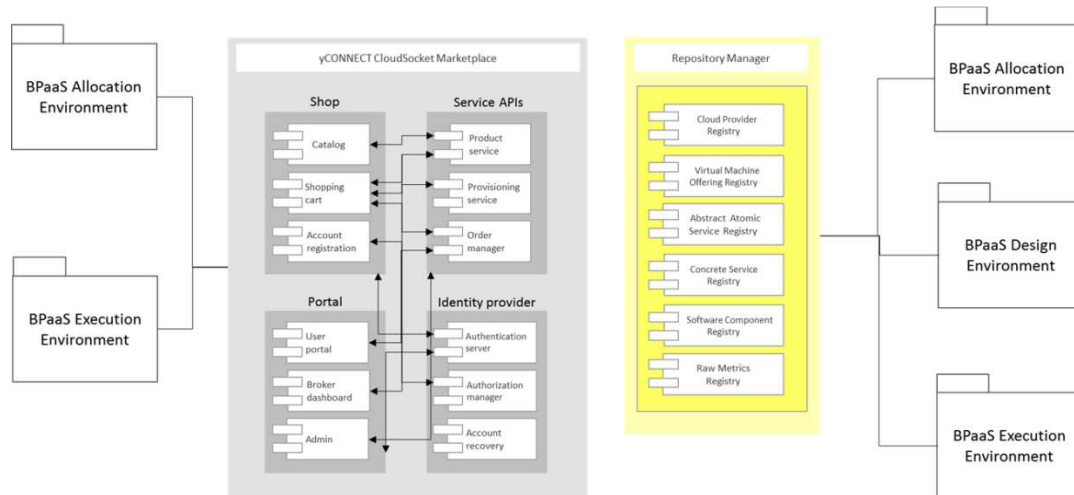 BPaaS Allocation
Environment
BPaaS Execution
Environment
yCONNECT CloudSocket Marketplace
Shop
Catalog
Shopping
cart
Account
registration
Service APIs
Product
service
Provisioning
service
Order
manager
Portal
User
portal
Broker
dashboard
Admin
Identity provider
Authentication
server
Authorization
manager
Account
recovery
Repository Manager
Cloud Provider
Registry
Virtual Machine
Offering Registry
Abstract Atomic
Service Registry
Concrete Service
Registry
Software Component
Registry
Raw Metrics
Registry
BPaaS Allocation
Environment
BPaaS Design
Environment
BPaaS Execution
Environment